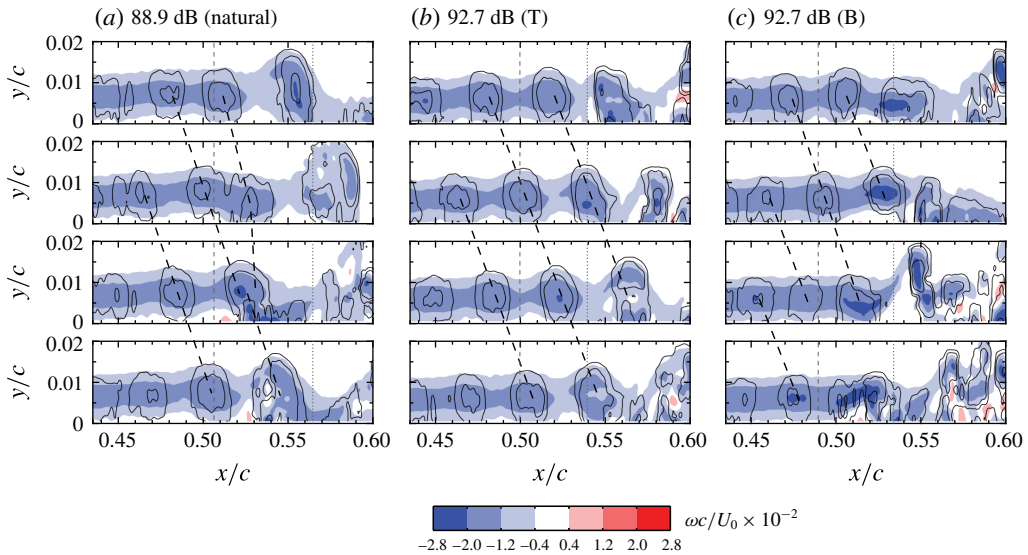 (a) 88.9 dB (natural)
(b) 92.7 dB (T)
(c) 92.7 dB (B)
0.02
y/c 0.01
0
0.02
y/c 0.01
0
0.02
y/c 0.01
0
0.02
y/c 0.01
0
0.45 0.50 0.55 0.60
0.45 0.50 0.55 0.60
0.45 0.50 0.55 0.60
x/c
x/c
x/c
ωc/U₀ × 10⁻²
−2.8 −2.0 −1.2 −0.4 0.4 1.2 2.0 2.8